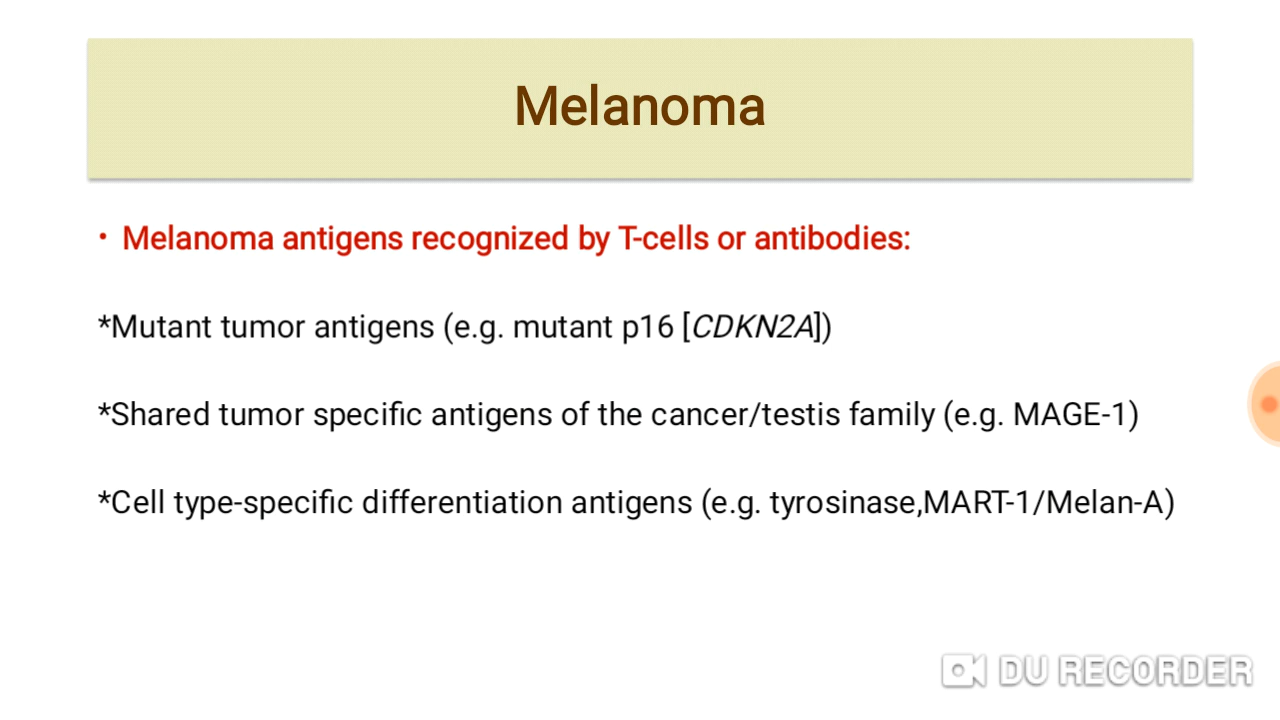 Melanoma
• Melanoma antigens recognized by T-cells or antibodies:
*Mutant tumor antigens (e.g. mutant p16 [CDKN2A])
*Shared tumor specific antigens of the cancer/testis family (e.g. MAGE-1)
*Cell type-specific differentiation antigens (e.g. tyrosinase,MART-1/Melan-A)
DU RECORDER